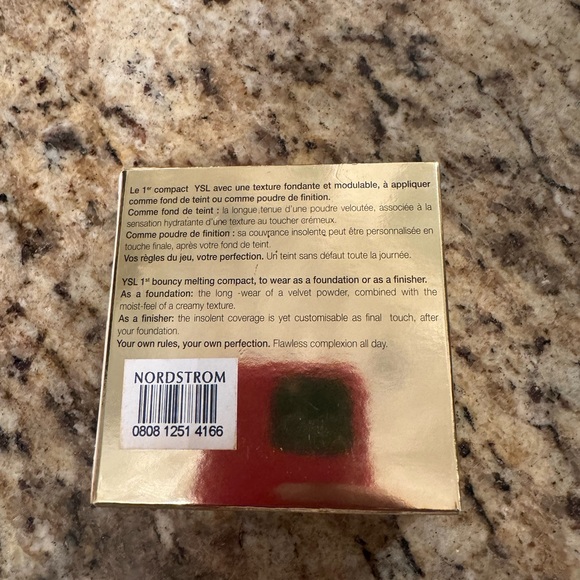 Le 1er compact YSL avec une texture fondante et modulable, à appliquer
comme fond de teint ou comme poudre de finition.
Comme fond de teint : la longue tenue d'une poudre veloutée, associée à la
sensation hydratante d'une texture au toucher crémeux.
Comme poudre de finition : sa couvrance insolente peut être personnalisée en
touche finale, après votre fond de teint.
Vos règles du jeu, votre perfection. Un teint sans défaut toute la journée.
YSL 1st bouncy melting compact, to wear as a foundation or as a finisher.
As a foundation: the long -wear of a velvet powder, combined with the
moist-feel of a creamy texture.
As a finisher: the insolent coverage is yet customisable as final touch, after
your foundation.
Your own rules, your own perfection. Flawless complexion all day.
NORDSTROM
0808 1251 4166